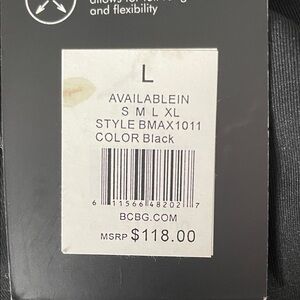 and flexibility
L
AVAILABLEIN
S M L XL
STYLE BMAX1011
COLOR Black
6 11566 48202 7
BCBG.COM
MSRP $118.00